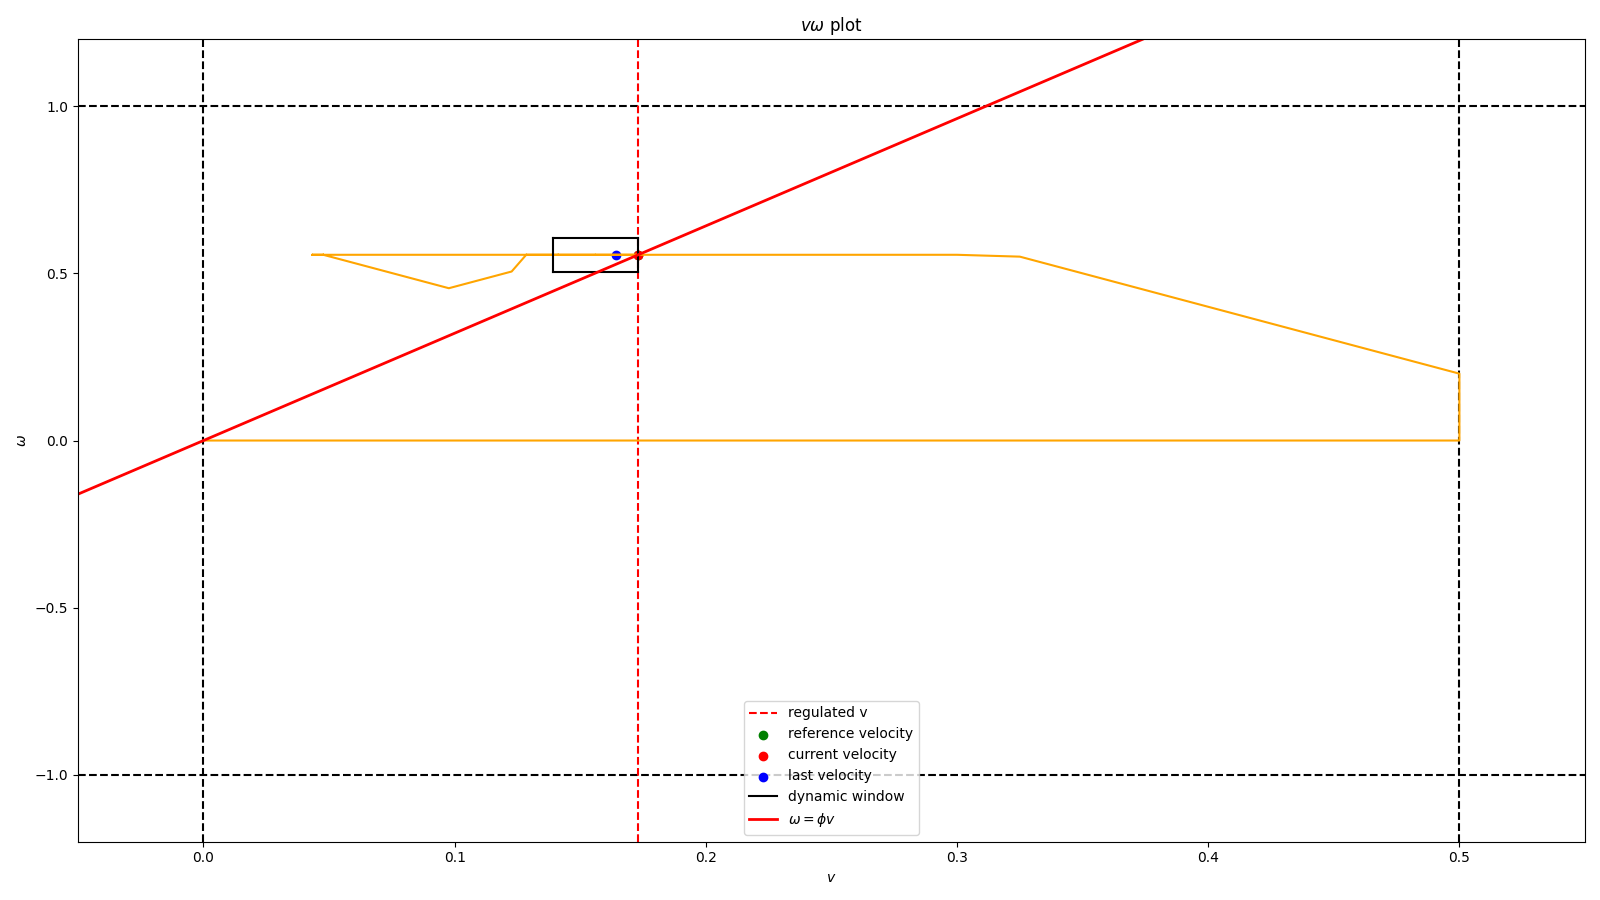 vω plot
1.0
0.5
0.0
−0.5
−1.0
ω
0.0
0.1
0.2
0.3
0.4
0.5
v
regulated v
reference velocity
current velocity
last velocity
dynamic window
ω = ϕv